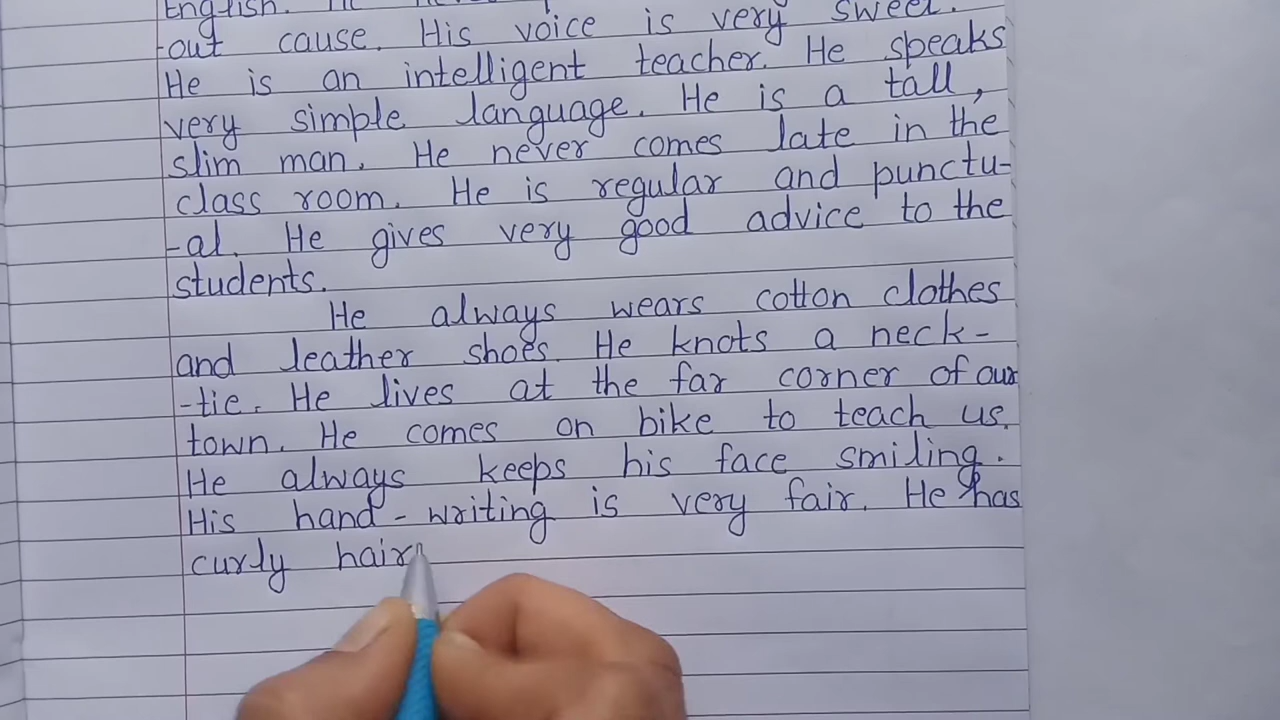 English. He
-out cause. His voice is very sweet.
He is an intelligent teacher. He speaks
very simple language. He is a tall,
slim man. He never comes late in the
class room. He is regular and punctu-
-al. He gives very good advice to the
students.
He always wears cotton clothes
and leather shoes. He knots a neck-
-tie. He lives at the far corner of our
town. He comes on bike to teach us.
He always keeps his face smiling.
His hand-writing is very fair. He has
curly hair